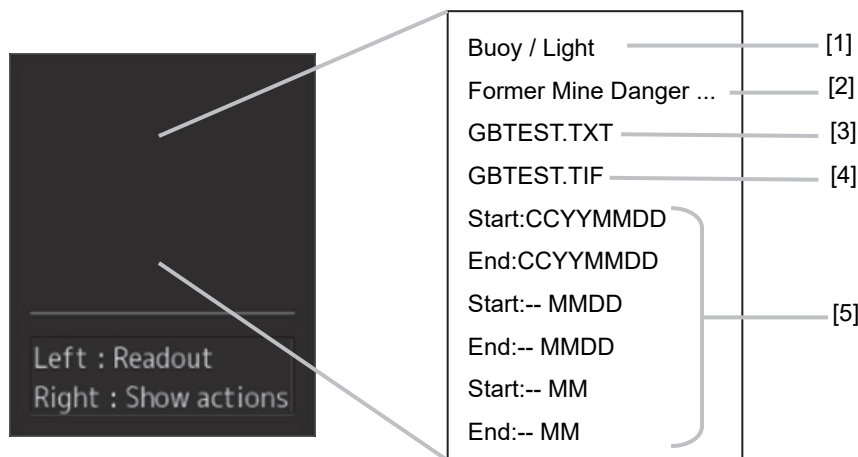 Buoy / Light
[1]
Former Mine Danger ...
[2]
GBTEST.TXT
[3]
GBTEST.TIF
[4]
Start:CCYYMMDD
End:CCYYMMDD
Start:-- MMDD
End:-- MMDD
Start:-- MM
End:-- MM
[5]
Left : Readout
Right : Show actions